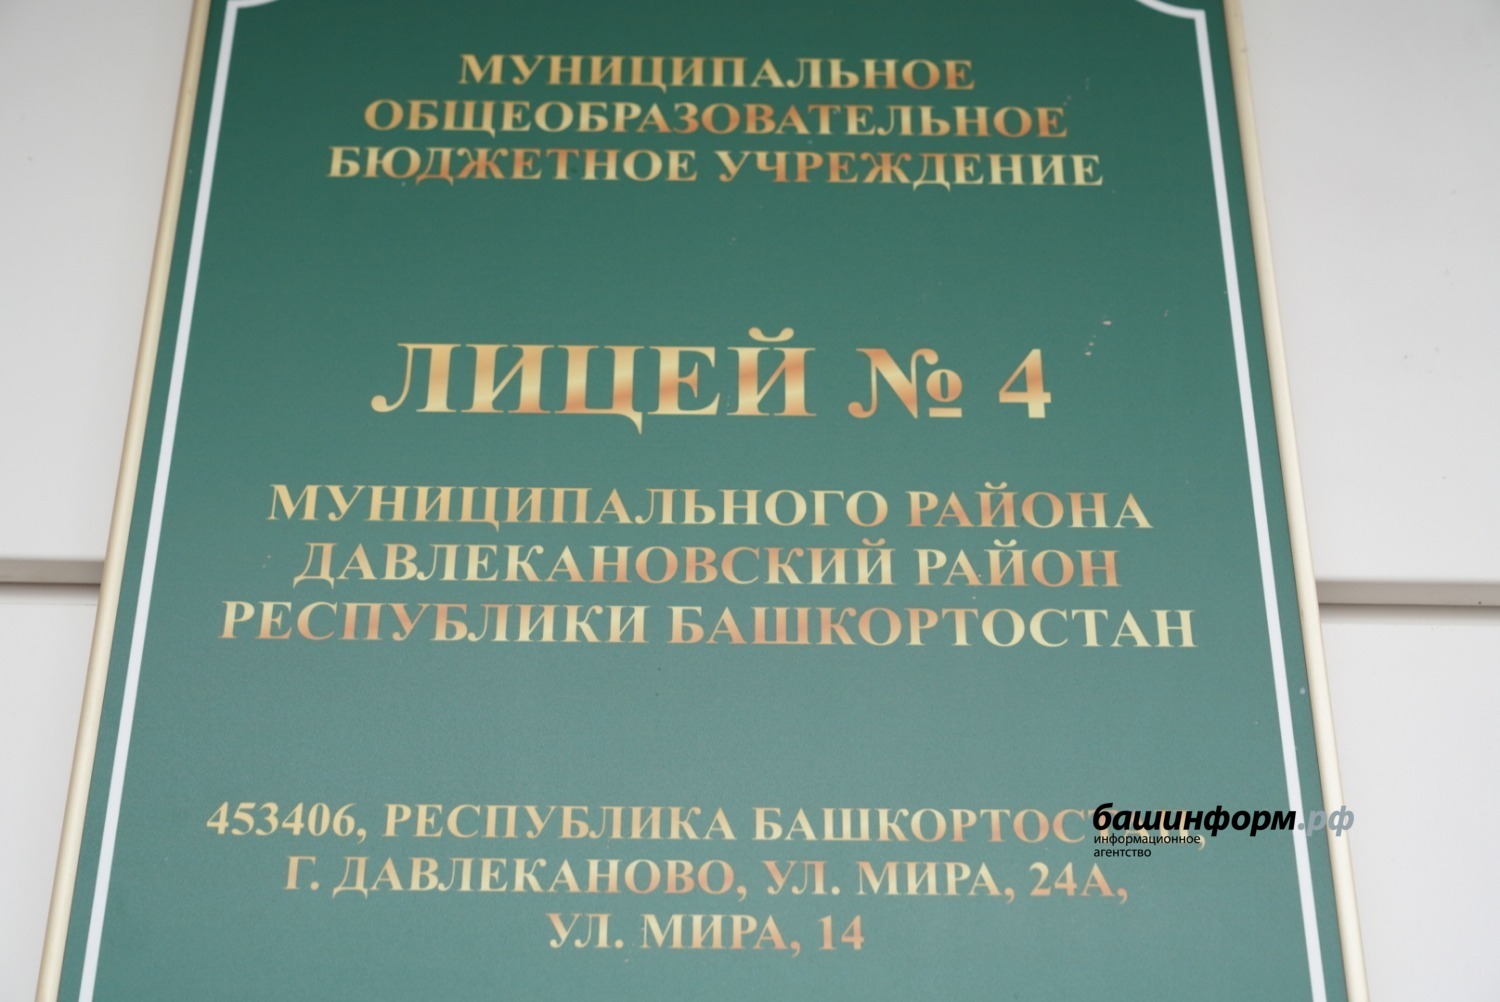 МУНИЦИПАЛЬНОЕ
ОБЩЕОБРАЗОВАТЕЛЬНОЕ
БЮДЖЕТНОЕ УЧРЕЖДЕНИЕ
ЛИЦЕЙ № 4
МУНИЦИПАЛЬНОГО РАЙОНА
ДАВЛЕКАНОВСКИЙ РАЙОН
РЕСПУБЛИКИ БАШКОРТОСТАН
453406, РЕСПУБЛИКА БАШКОРТОСТАН,
Г. ДАВЛЕКАНОВО, УЛ. МИРА, 24А,
УЛ. МИРА, 14
башинформ.рф
информационное
агентство